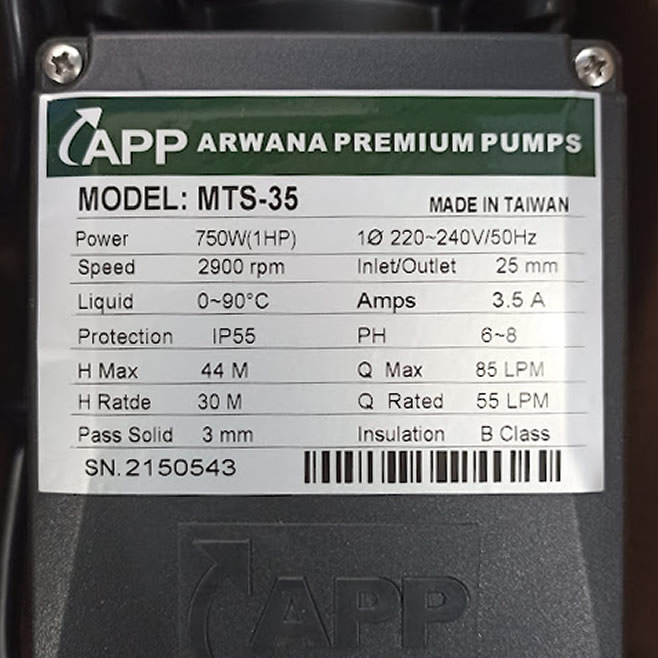 APP ARWANA PREMIUM PUMPS
MODEL: MTS-35 MADE IN TAIWAN
Power 750W(1HP) 1Ø 220~240V/50Hz
Speed 2900 rpm Inlet/Outlet 25 mm
Liquid 0~90°C Amps 3.5 A
Protection IP55 PH 6~8
H Max 44 M Q Max 85 LPM
H Ratde 30 M Q Rated 55 LPM
Pass Solid 3 mm Insulation B Class
SN.2150543
APP